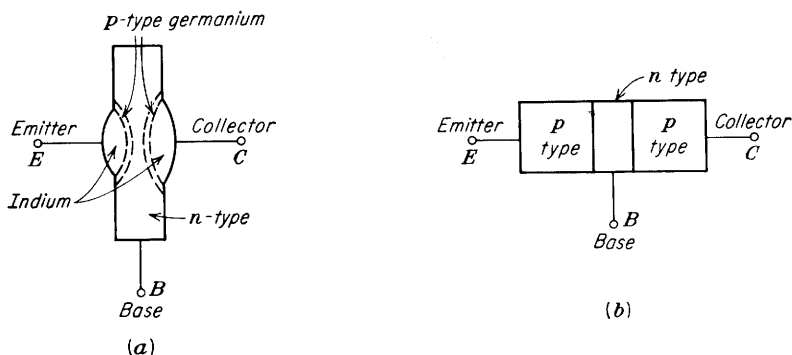 p-type germanium
Emitter
E
Collector
C
Indium
n-type
B
Base
(a)
n type
Emitter
E
p
type
p
type
Collector
C
B
Base
(b)